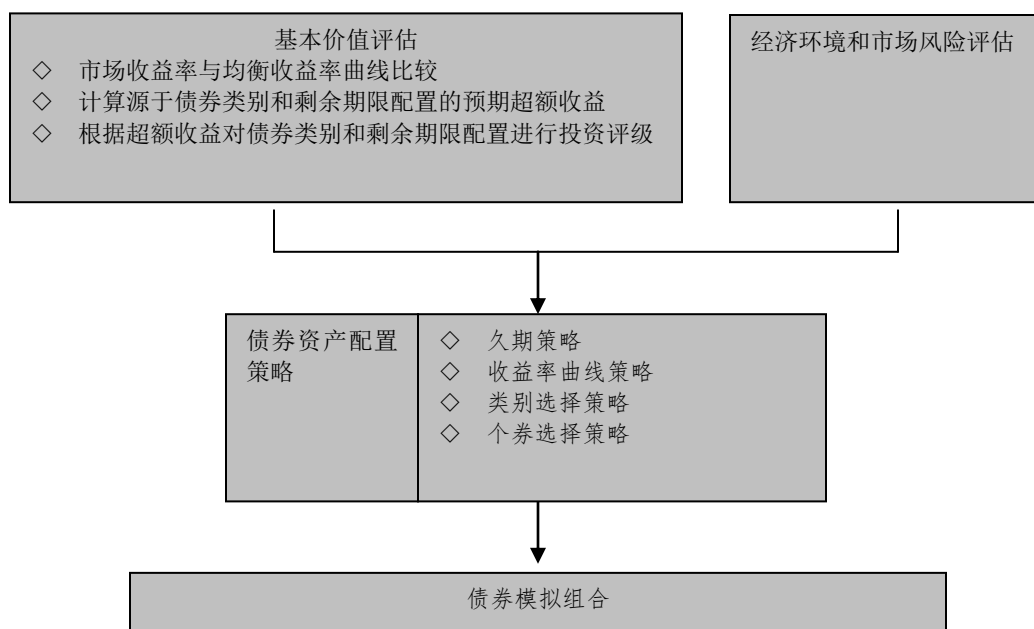 基本价值评估
◇ 市场收益率与均衡收益率曲线比较
◇ 计算源于债券类别和剩余期限配置的预期超额收益
◇ 根据超额收益对债券类别和剩余期限配置进行投资评级
经济环境和市场风险评估
债券资产配置
策略
◇ 久期策略
◇ 收益率曲线策略
◇ 类别选择策略
◇ 个券选择策略
债券模拟组合